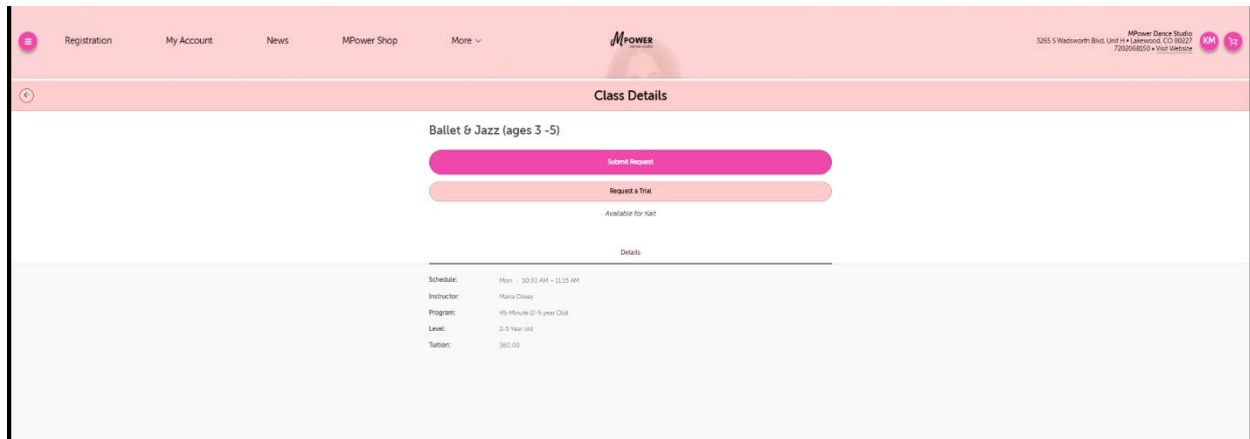 Registration
My Account
News
MPower Shop
More
MPOWER
MPower Dance Studio
3265 S Wadsworth Blvd, Unit H • Lakewood, CO 80227
7202068150 • Visit Website
KM
Class Details
Ballet & Jazz (ages 3 -5)
Submit Request
Request a Trial
Available for Kait
Details
Schedule: Mon | 10:30 AM – 11:15 AM
Instructor: Maria
Program: 45-Minute (2-5 year Old)
Level: 2-5 Year old
Tuition: $60.00